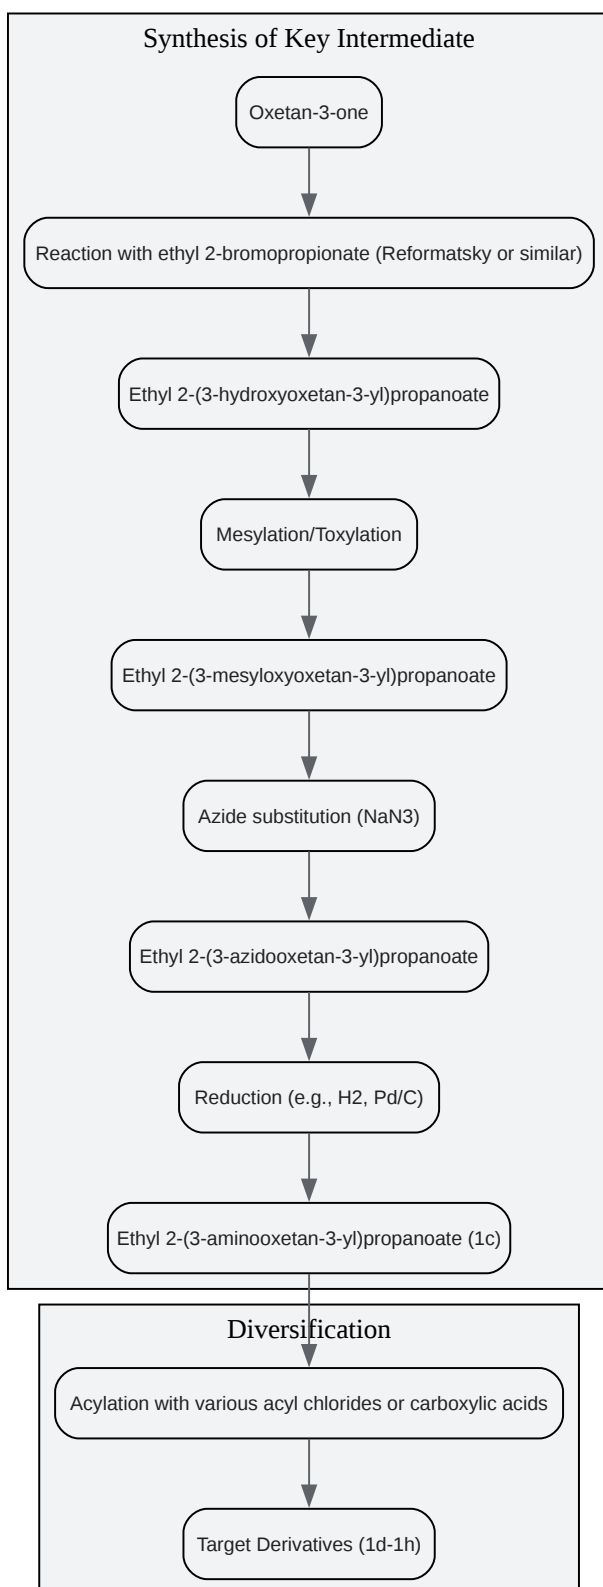 Synthesis of Key Intermediate
Oxetan-3-one
Reaction with ethyl 2-bromopropionate (Reformatsky or similar)
Ethyl 2-(3-hydroxyoxetan-3-yl)propanoate
Mesylation/Toxylation
Ethyl 2-(3-mesyloxyoxetan-3-yl)propanoate
Azide substitution (NaN3)
Ethyl 2-(3-azidooxetan-3-yl)propanoate
Reduction (e.g., H2, Pd/C)
Ethyl 2-(3-aminooxetan-3-yl)propanoate (1c)
Diversification
Acylation with various acyl chlorides or carboxylic acids
Target Derivatives (1d-1h)